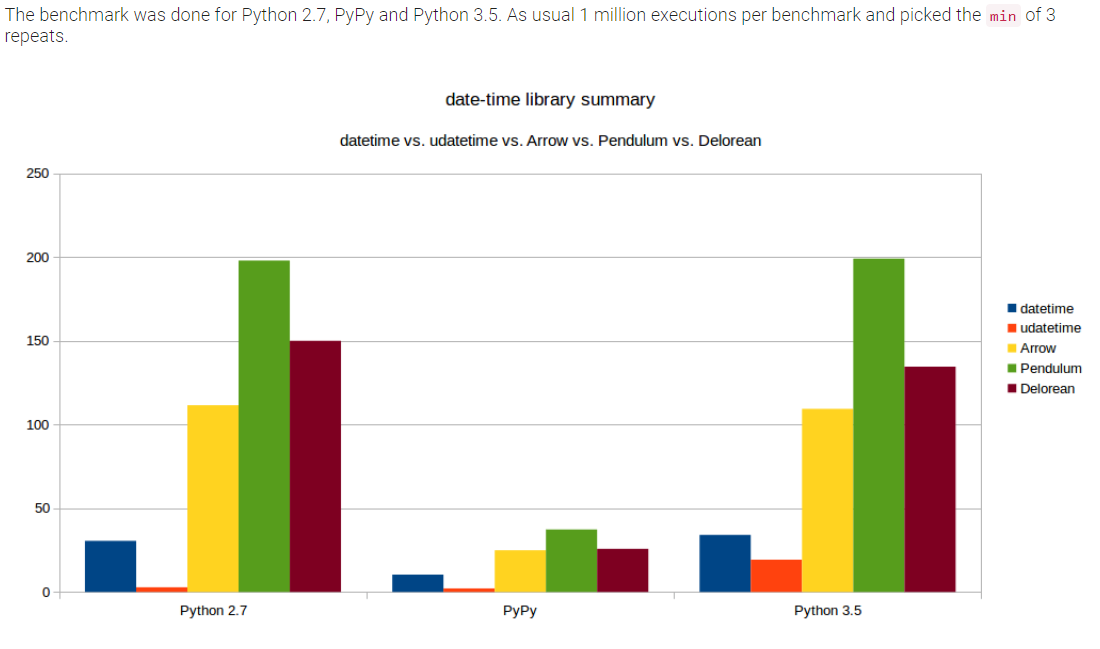 The benchmark was done for Python 2.7, PyPy and Python 3.5. As usual 1 million executions per benchmark and picked the min of 3
repeats.
date-time library summary
datetime vs. udatetime vs. Arrow vs. Pendulum vs. Delorean
250
200
150
100
50
0
Python 2.7
PyPy
Python 3.5
datetime
udatetime
Arrow
Pendulum
Delorean